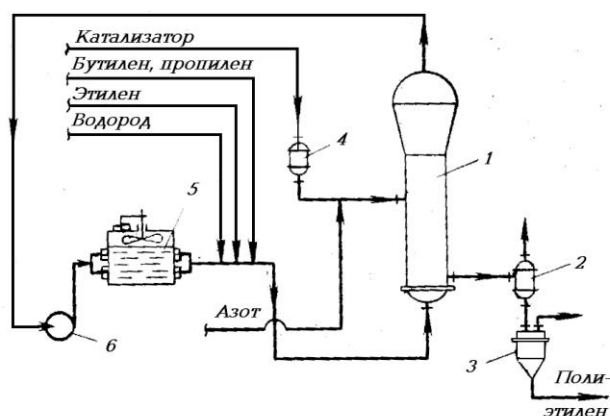 Катализатор
Бутилен, пропилен
Этилен
Водород
4
1
5
2
Азот
6
3
Поли-
этилен